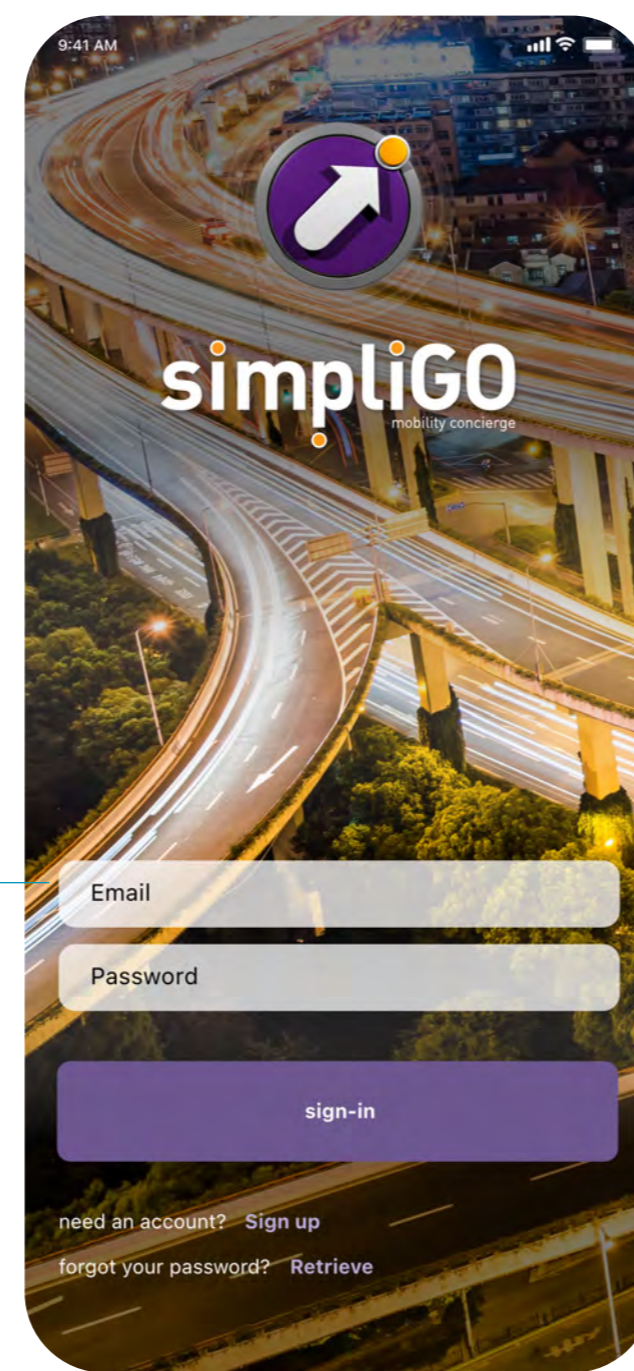 9:41 AM
simpliGO
mobility concierge
Email
Password
sign-in
need an account? Sign up
forgot your password? Retrieve